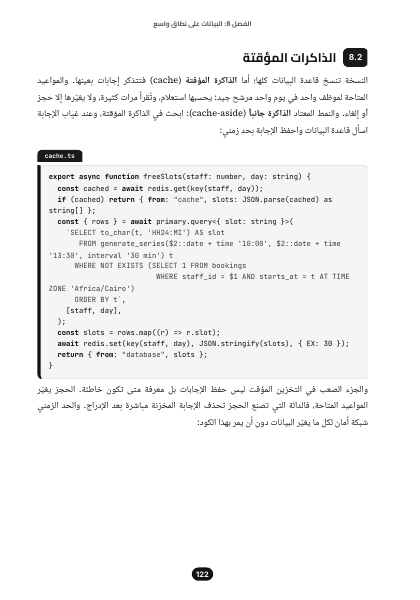 الفصل 8: البيانات على نطاق واسع
8.2 الذاكرات المؤقتة
النسخة تنسخ قاعدة البيانات كلها؛ أما الذاكرة المؤقتة (cache) فتتذكر إجابات بعينها. والمواعيد
المتاحة لموظف واحد في يوم واحد مرشح جيد: يحسبها استعلام، وتُقرأ مرات كثيرة، ولا يغيّرها إلا حجز
أو إلغاء. والنمط المعتاد الذاكرة جانباً (cache-aside): ابحث في الذاكرة المؤقتة، وعند غياب الإجابة
اسأل قاعدة البيانات واحفظ الإجابة بحد زمني:
cache.ts
export async function freeSlots(staff: number, day: string) {
  const cached = await redis.get(key(staff, day));
  if (cached) return { from: "cache", slots: JSON.parse(cached) as
string[] };
  const { rows } = await primary.query<{ slot: string }>(
    `SELECT to_char(t, 'HH24:MI') AS slot
       FROM generate_series($2::date + time '10:00', $2::date + time
'13:30', interval '30 min') t
      WHERE NOT EXISTS (SELECT 1 FROM bookings
                         WHERE staff_id = $1 AND starts_at = t AT TIME
ZONE 'Africa/Cairo')
      ORDER BY t`,
    [staff, day],
  );
  const slots = rows.map((r) => r.slot);
  await redis.set(key(staff, day), JSON.stringify(slots), { EX: 30 });
  return { from: "database", slots };
}
والجزء الصعب في التخزين المؤقت ليس حفظ الإجابات بل معرفة متى تكون خاطئة. الحجز يغيّر
المواعيد المتاحة، فالدالة التي تصنع الحجز تحذف الإجابة المخزنة مباشرة بعد الإدراج. والحد الزمني
شبكة أمان لكل ما يغيّر البيانات دون أن يمر بهذا الكود:
122